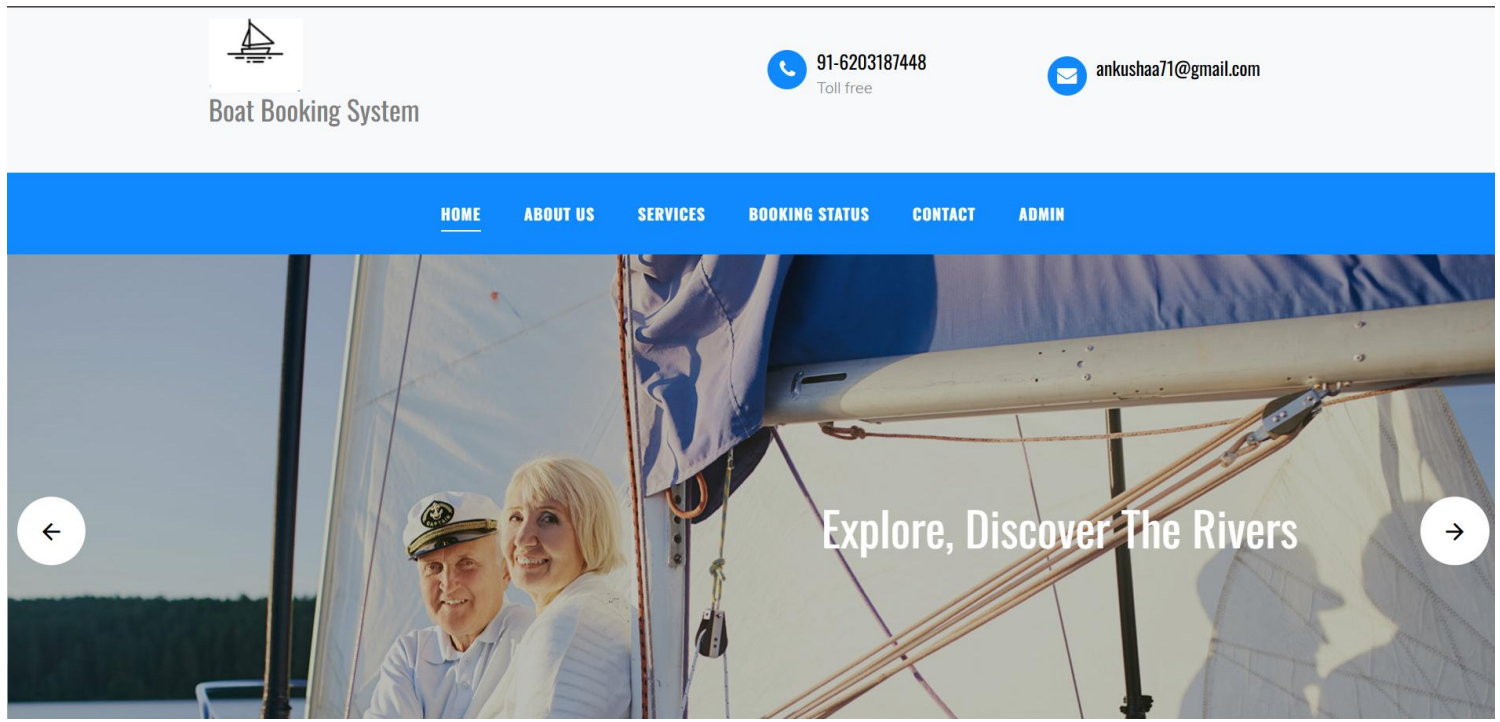 Boat Booking System
91-6203187448
Toll free
ankushaa71@gmail.com
HOME ABOUT US SERVICES BOOKING STATUS CONTACT ADMIN
CAPTAIN
Explore, Discover The Rivers